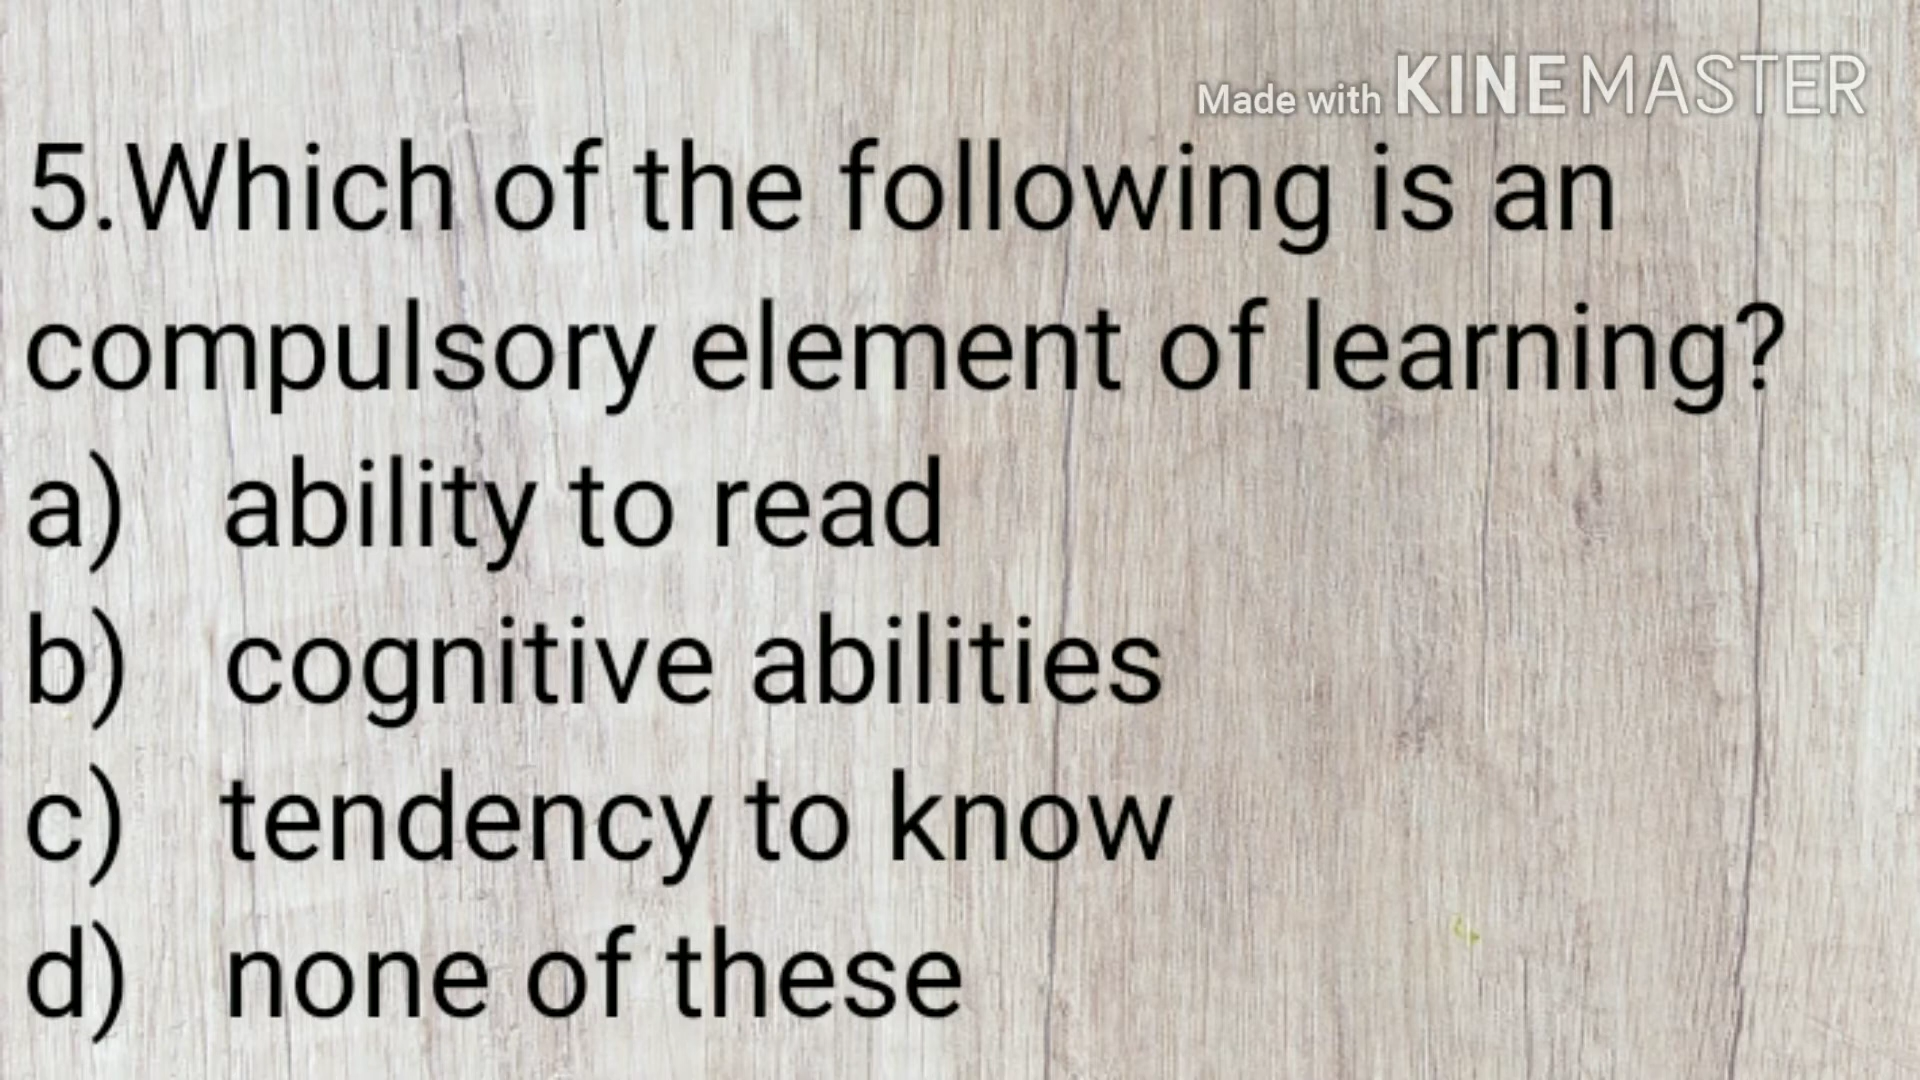 Made with KINEMASTER
5.Which of the following is an
compulsory element of learning?
a) ability to read
b) cognitive abilities
c) tendency to know
d) none of these